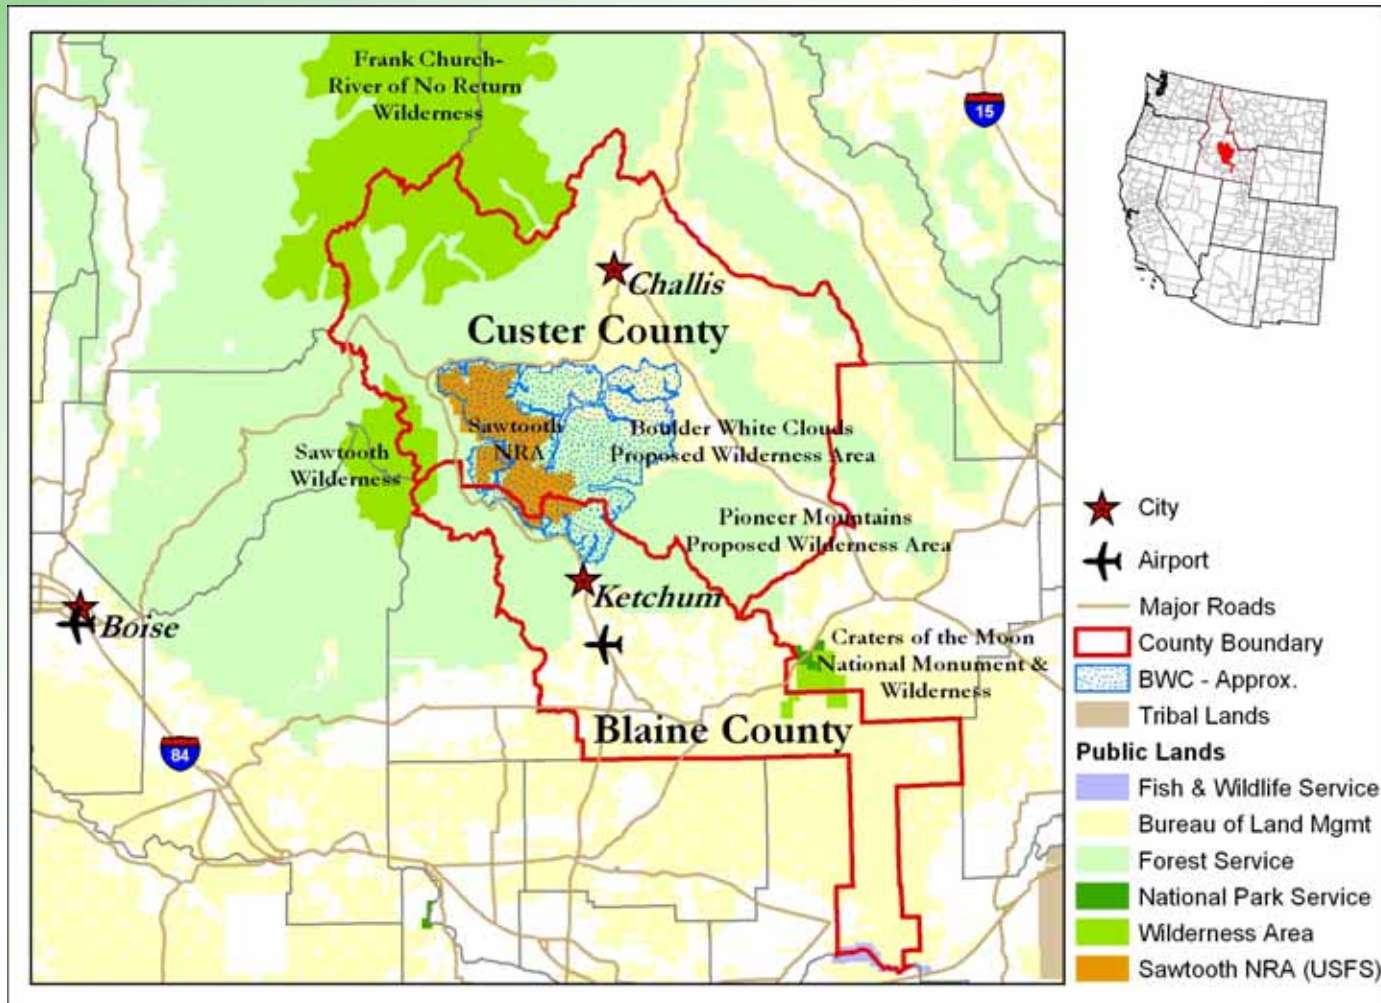 Frank Church-
River of No Return
Wilderness
15
Challis
Custer County
Sawtooth
NRA
Boulder White Clouds
Proposed Wilderness Area
Sawtooth
Wilderness
Pioneer Mountains
Proposed Wilderness Area
Ketchum
Boise
Craters of the Moon
National Monument &
Wilderness
Blaine County
84
City
Airport
Major Roads
County Boundary
BWC - Approx.
Tribal Lands
Public Lands
Fish & Wildlife Service
Bureau of Land Mgmt
Forest Service
National Park Service
Wilderness Area
Sawtooth NRA (USFS)